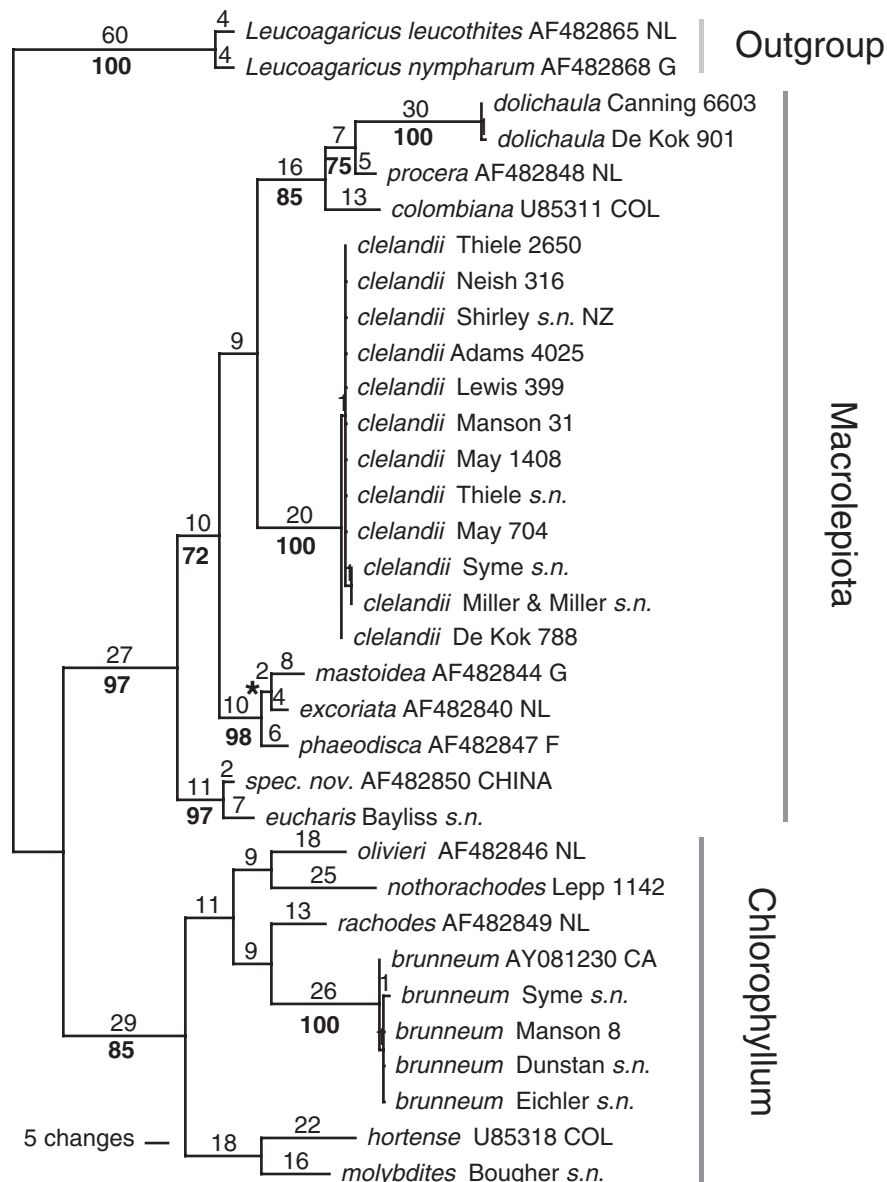 4
60
Leucoagaricus leucothites AF482865 NL
100
4
Leucoagaricus nympharum AF482868 G
Outgroup
30
dolichaula Canning 6603
100
dolichaula De Kok 901
7
75
5
procera AF482848 NL
16
85
13
colombiana U85311 COL
clelandii Thiele 2650
clelandii Neish 316
clelandii Shirley s.n. NZ
clelandii Adams 4025
9
clelandii Lewis 399
1
clelandii Manson 31
clelandii May 1408
clelandii Thiele s.n.
20
100
clelandii May 704
10
72
clelandii Syme s.n.
1
clelandii Miller & Miller s.n.
clelandii De Kok 788
Macrolepiota
27
97
2
8
mastoidea AF482844 G
*
10
98
4
excoriata AF482840 NL
6
phaeodisca AF482847 F
2
spec. nov. AF482850 CHINA
11
97
7
eucharis Bayliss s.n.
18
olivieri AF482846 NL
9
25
nothorachodes Lepp 1142
11
13
rachodes AF482849 NL
9
brunneum AY081230 CA
26
100
1
brunneum Syme s.n.
brunneum Manson 8
1
brunneum Dunstan s.n.
brunneum Eichler s.n.
29
85
22
hortense U85318 COL
18
16
molybdites Bougher s.n.
Chlorophyllum
5 changes